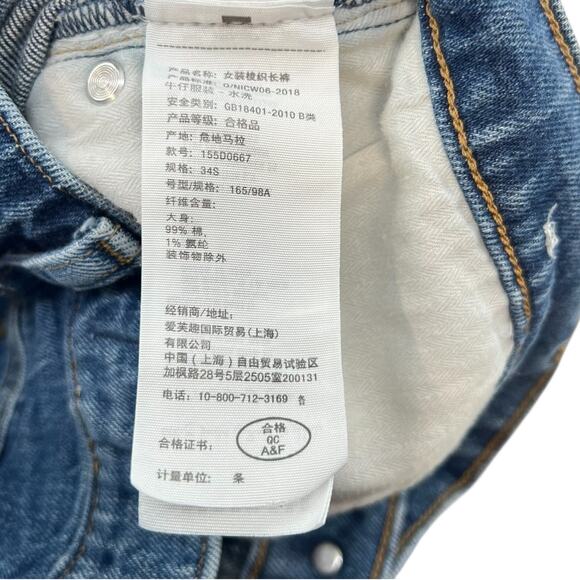 产品名称: 女装梭织长裤
产品标准: Q/NICW06-2018
牛仔服装-水洗
安全类别: GB18401-2010 B类
产品等级: 合格品
产地: 危地马拉
款号: 155D0667
规格: 34S
号型/规格: 165/98A
纤维含量:
大身:
99% 棉,
1% 氨纶
装饰物除外
经销商/地址:
爱芙趣国际贸易(上海)
有限公司
中国(上海)自由贸易试验区
加枫路28号5层2505室200131
电话: 10-800-712-3169
合格
QC
合格证书: A&F
计量单位: 条